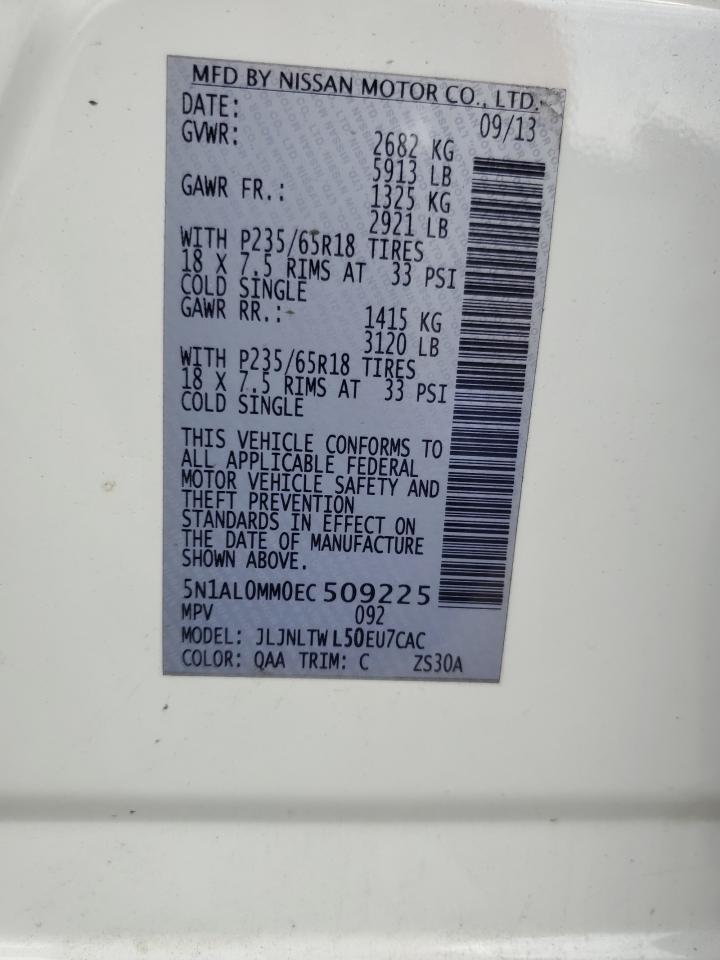 MFD BY NISSAN MOTOR CO., LTD.
DATE: 09/13
GVWR: 2682 KG
5913 LB
GAWR FR.: 1325 KG
2921 LB
WITH P235/65R18 TIRES
18 X 7.5 RIMS AT 33 PSI
COLD SINGLE
GAWR RR.: 1415 KG
3120 LB
WITH P235/65R18 TIRES
18 X 7.5 RIMS AT 33 PSI
COLD SINGLE
THIS VEHICLE CONFORMS TO
ALL APPLICABLE FEDERAL
MOTOR VEHICLE SAFETY AND
THEFT PREVENTION
STANDARDS IN EFFECT ON
THE DATE OF MANUFACTURE
SHOWN ABOVE.
5N1AL0MM0EC 509225
MPV 092
MODEL: JLJNLTW L50EU7CAC
COLOR: QAA TRIM: C ZS30A